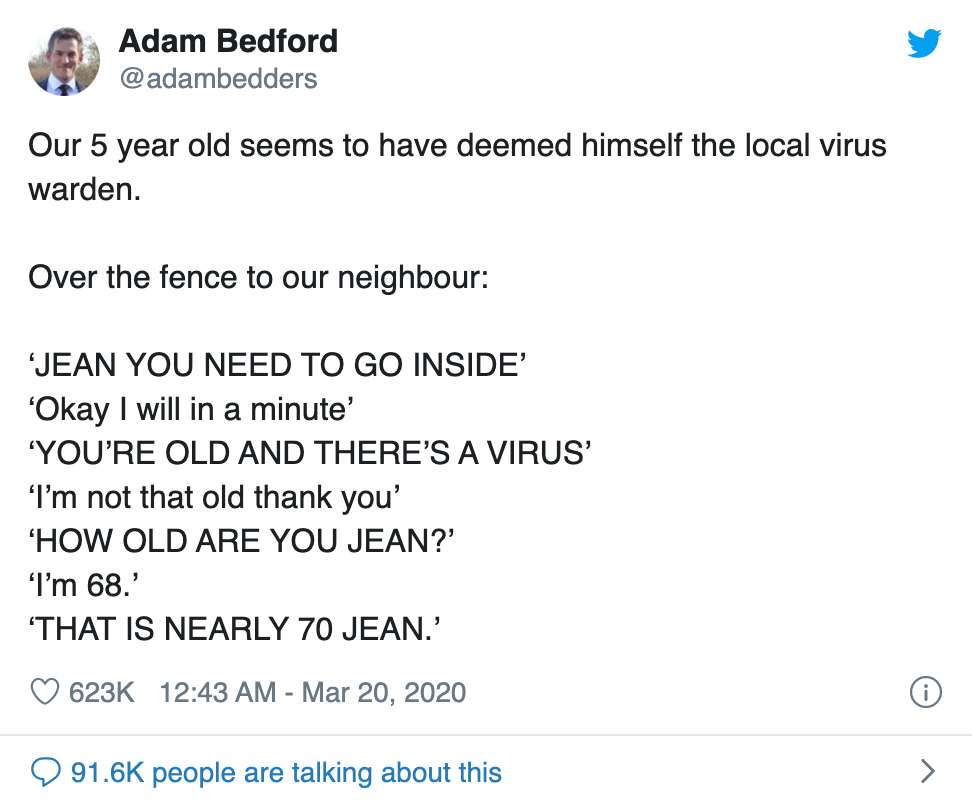 Adam Bedford
@adambedders
Our 5 year old seems to have deemed himself the local virus
warden.
Over the fence to our neighbour:
‘JEAN YOU NEED TO GO INSIDE’
‘Okay I will in a minute’
‘YOU’RE OLD AND THERE’S A VIRUS’
‘I’m not that old thank you’
‘HOW OLD ARE YOU JEAN?’
‘I’m 68.’
‘THAT IS NEARLY 70 JEAN.’
623K 12:43 AM - Mar 20, 2020
91.6K people are talking about this